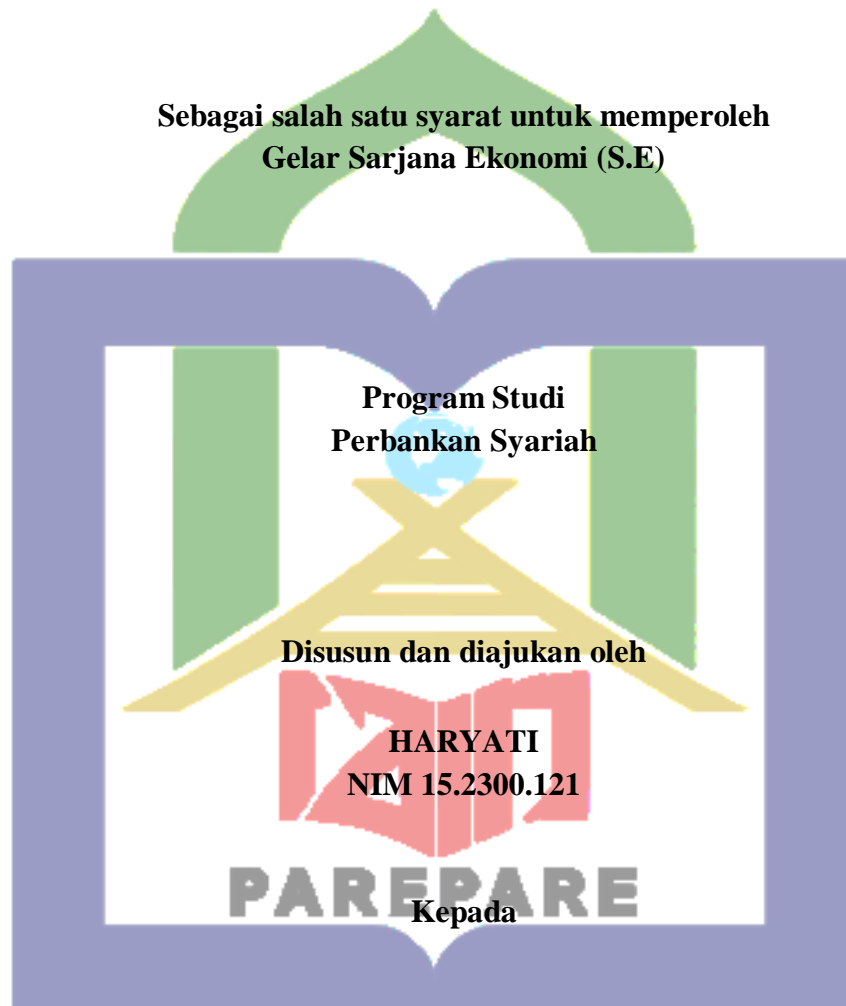 Sebagai salah satu syarat untuk memperoleh
Gelar Sarjana Ekonomi (S.E)
Program Studi
Perbankan Syariah
Disusun dan diajukan oleh
HARYATI
NIM 15.2300.121
iain
PAREPARE
Kepada